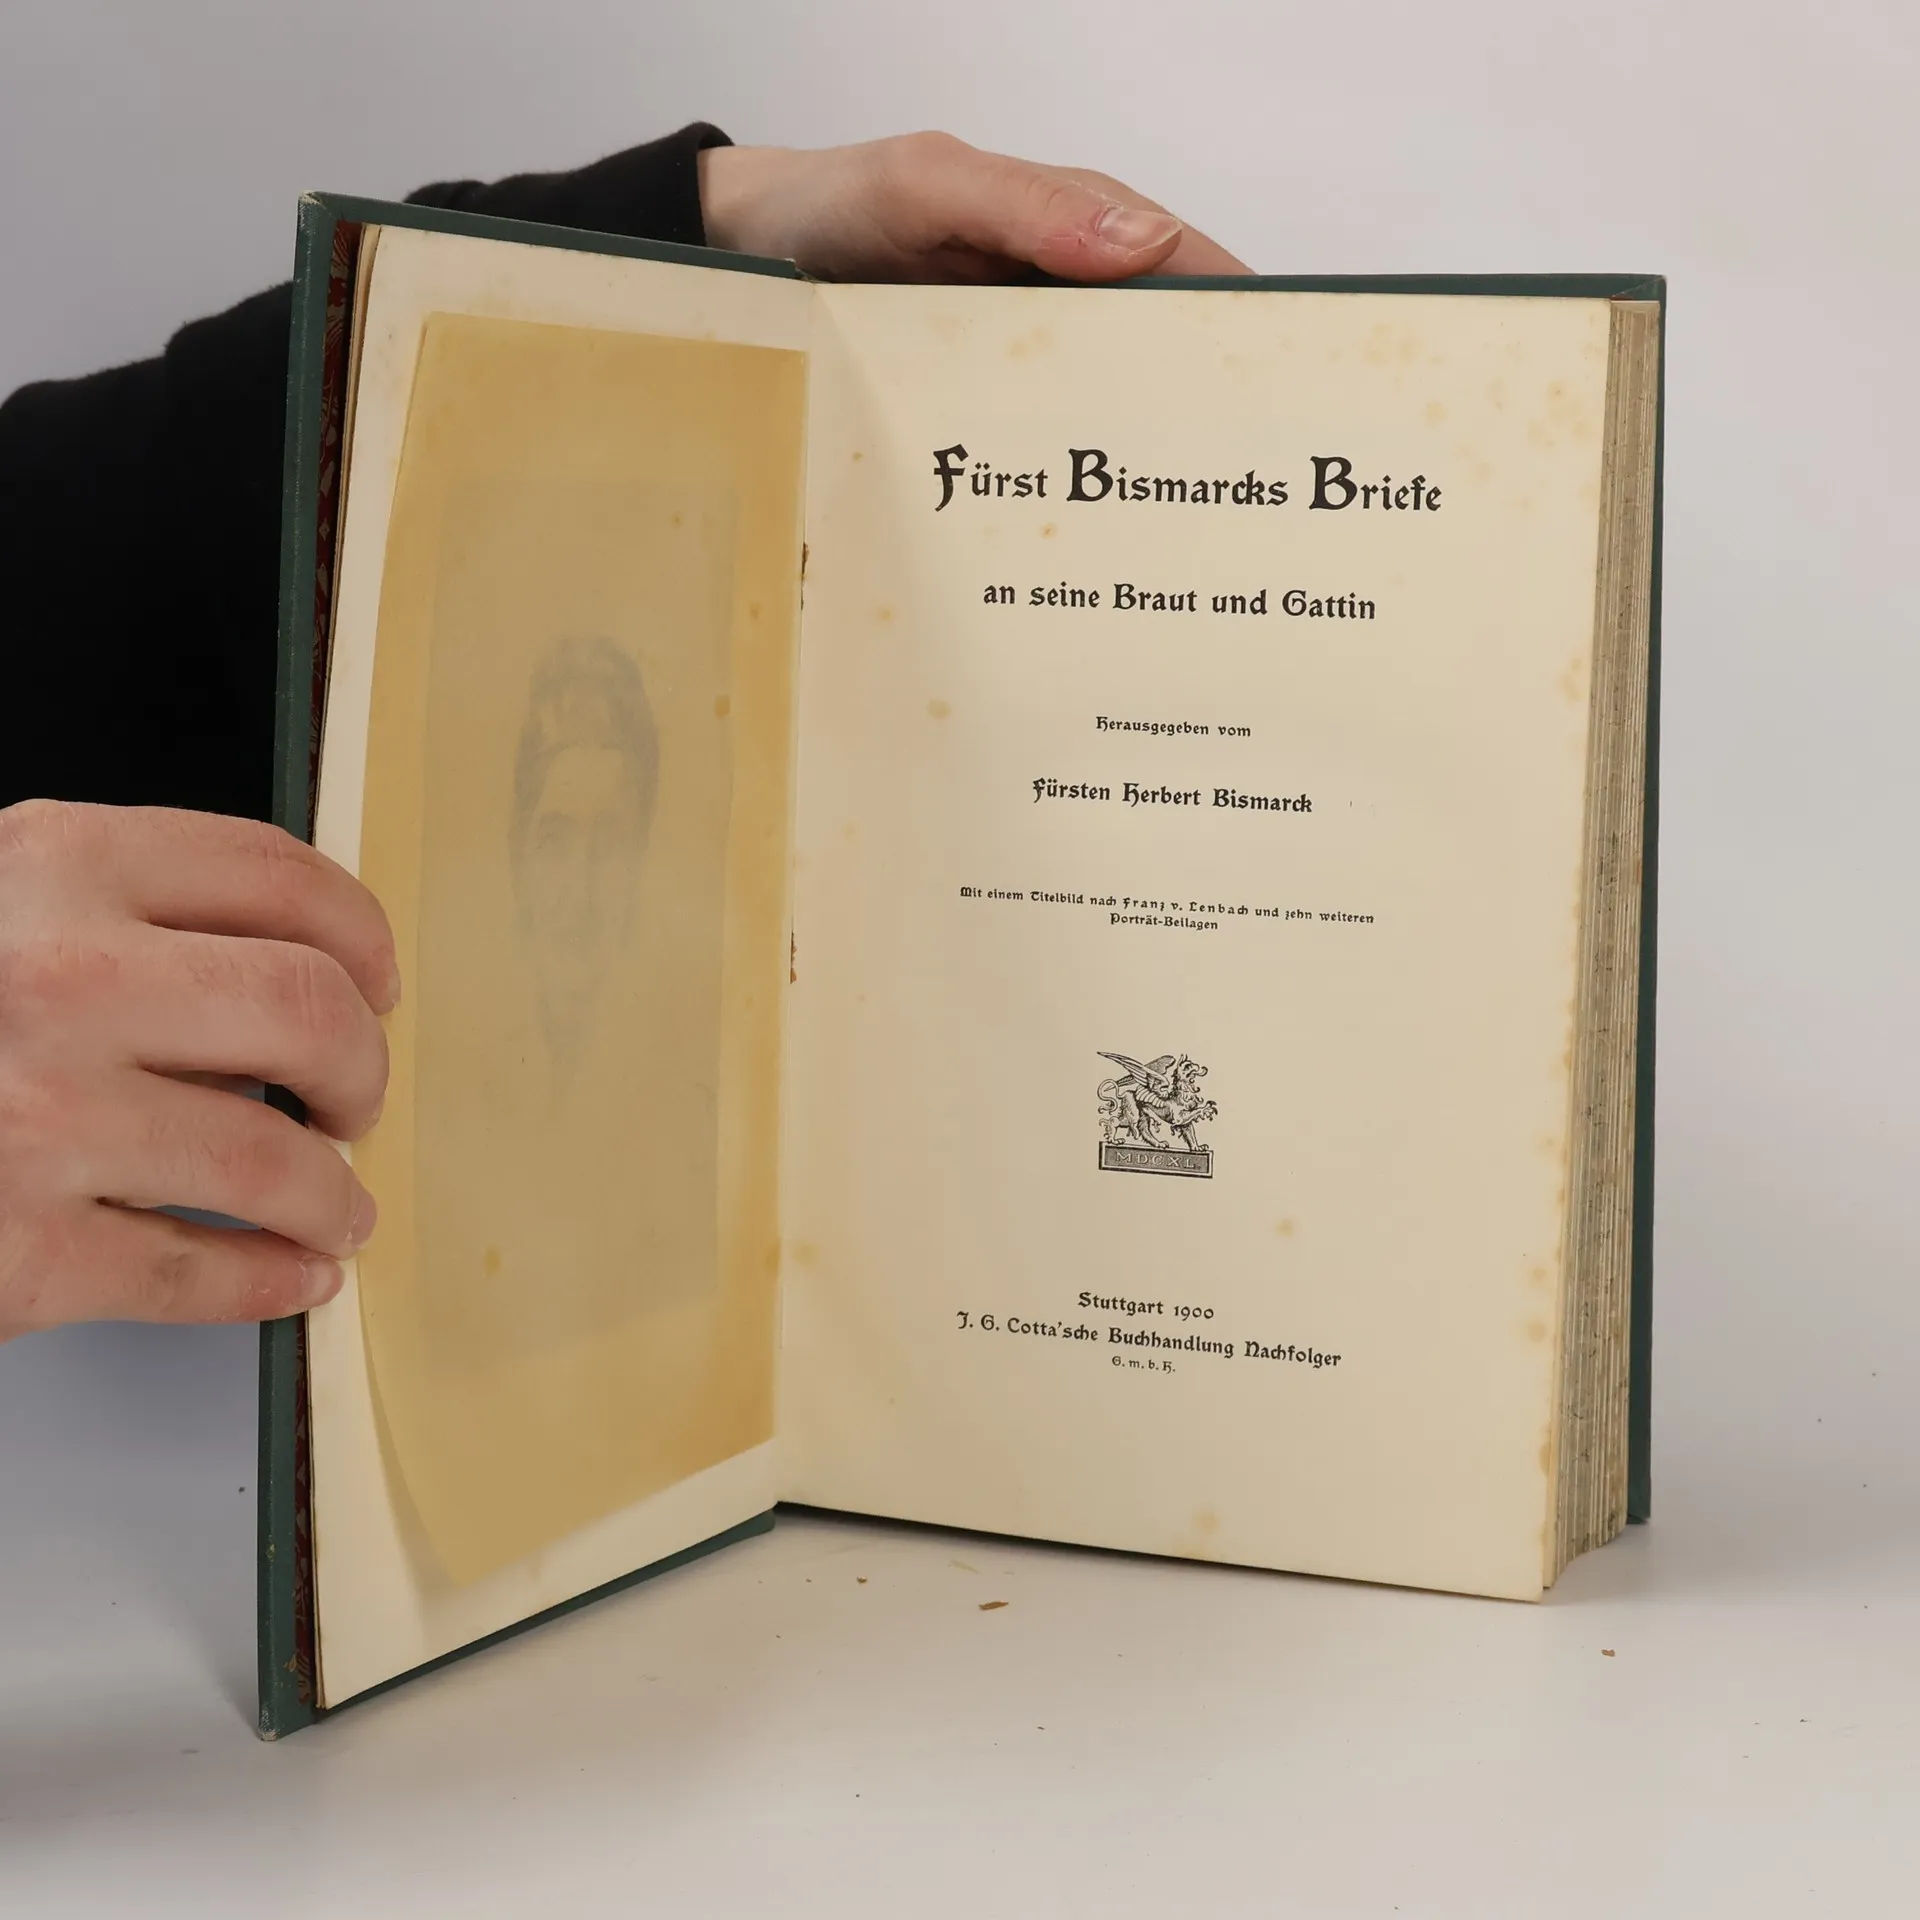 Fürst Bismarcks Briefe
an seine Braut und Gattin
Herausgegeben vom
Fürsten Herbert Bismarck
Mit einem Titelbild nach Franz v. Lenbach und zehn weiteren
Porträt-Beilagen
MDCXL
Stuttgart 1900
J. G. Cotta'sche Buchhandlung Nachfolger
G. m. b. H.